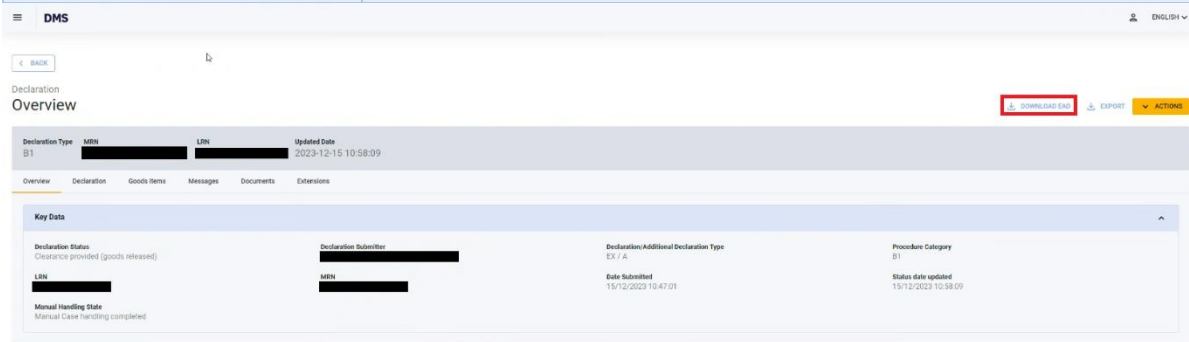 DMS
ENGLISH
BACK
Declaration
Overview
DOWNLOAD EAD EXPORT ACTIONS
Declaration Type MRN LRN Updated Date
B1 2023-12-15 10:58:09
Overview Declaration Goods Items Messages Documents Extensions
Key Data
Declaration Status Declaration Submitter Declaration/Additional Declaration Type Procedure Category
Clearance provided (goods released) EX / A B1
LRN MRN Date Submitted Status date updated
15/12/2023 10:47:01 15/12/2023 10:58:09
Manual Handling State
Manual Case handling completed